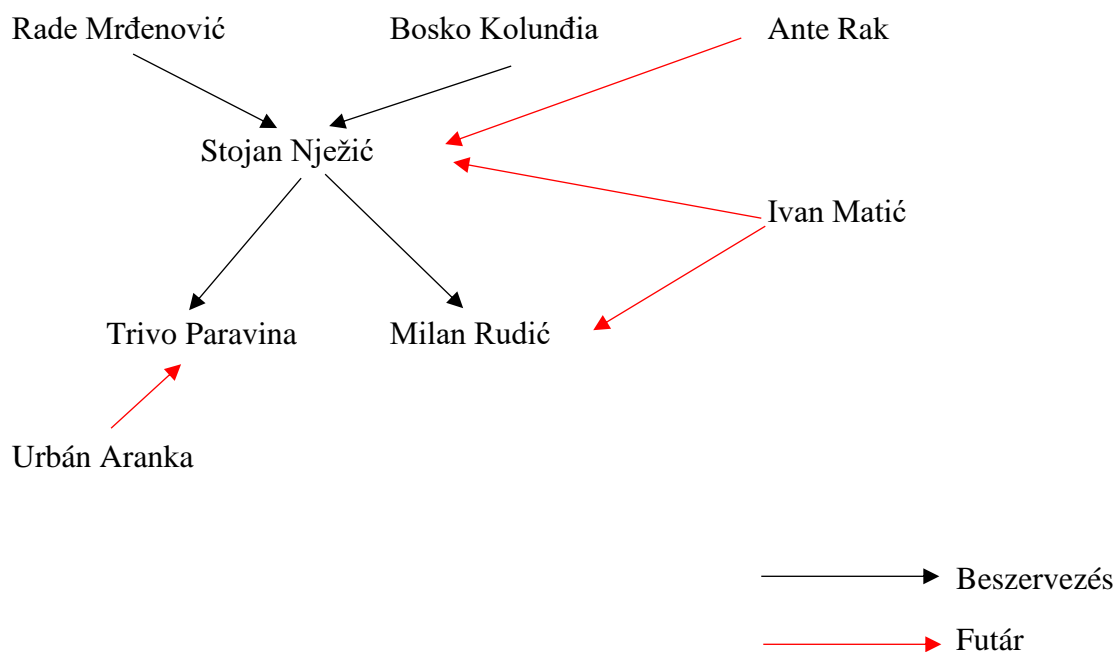 Rade Mrđenović
Bosko Kolunđia
Ante Rak
Stojan Nježić
Ivan Matić
Trivo Paravina
Milan Rudić
Urbán Aranka
Beszervezés
Futár